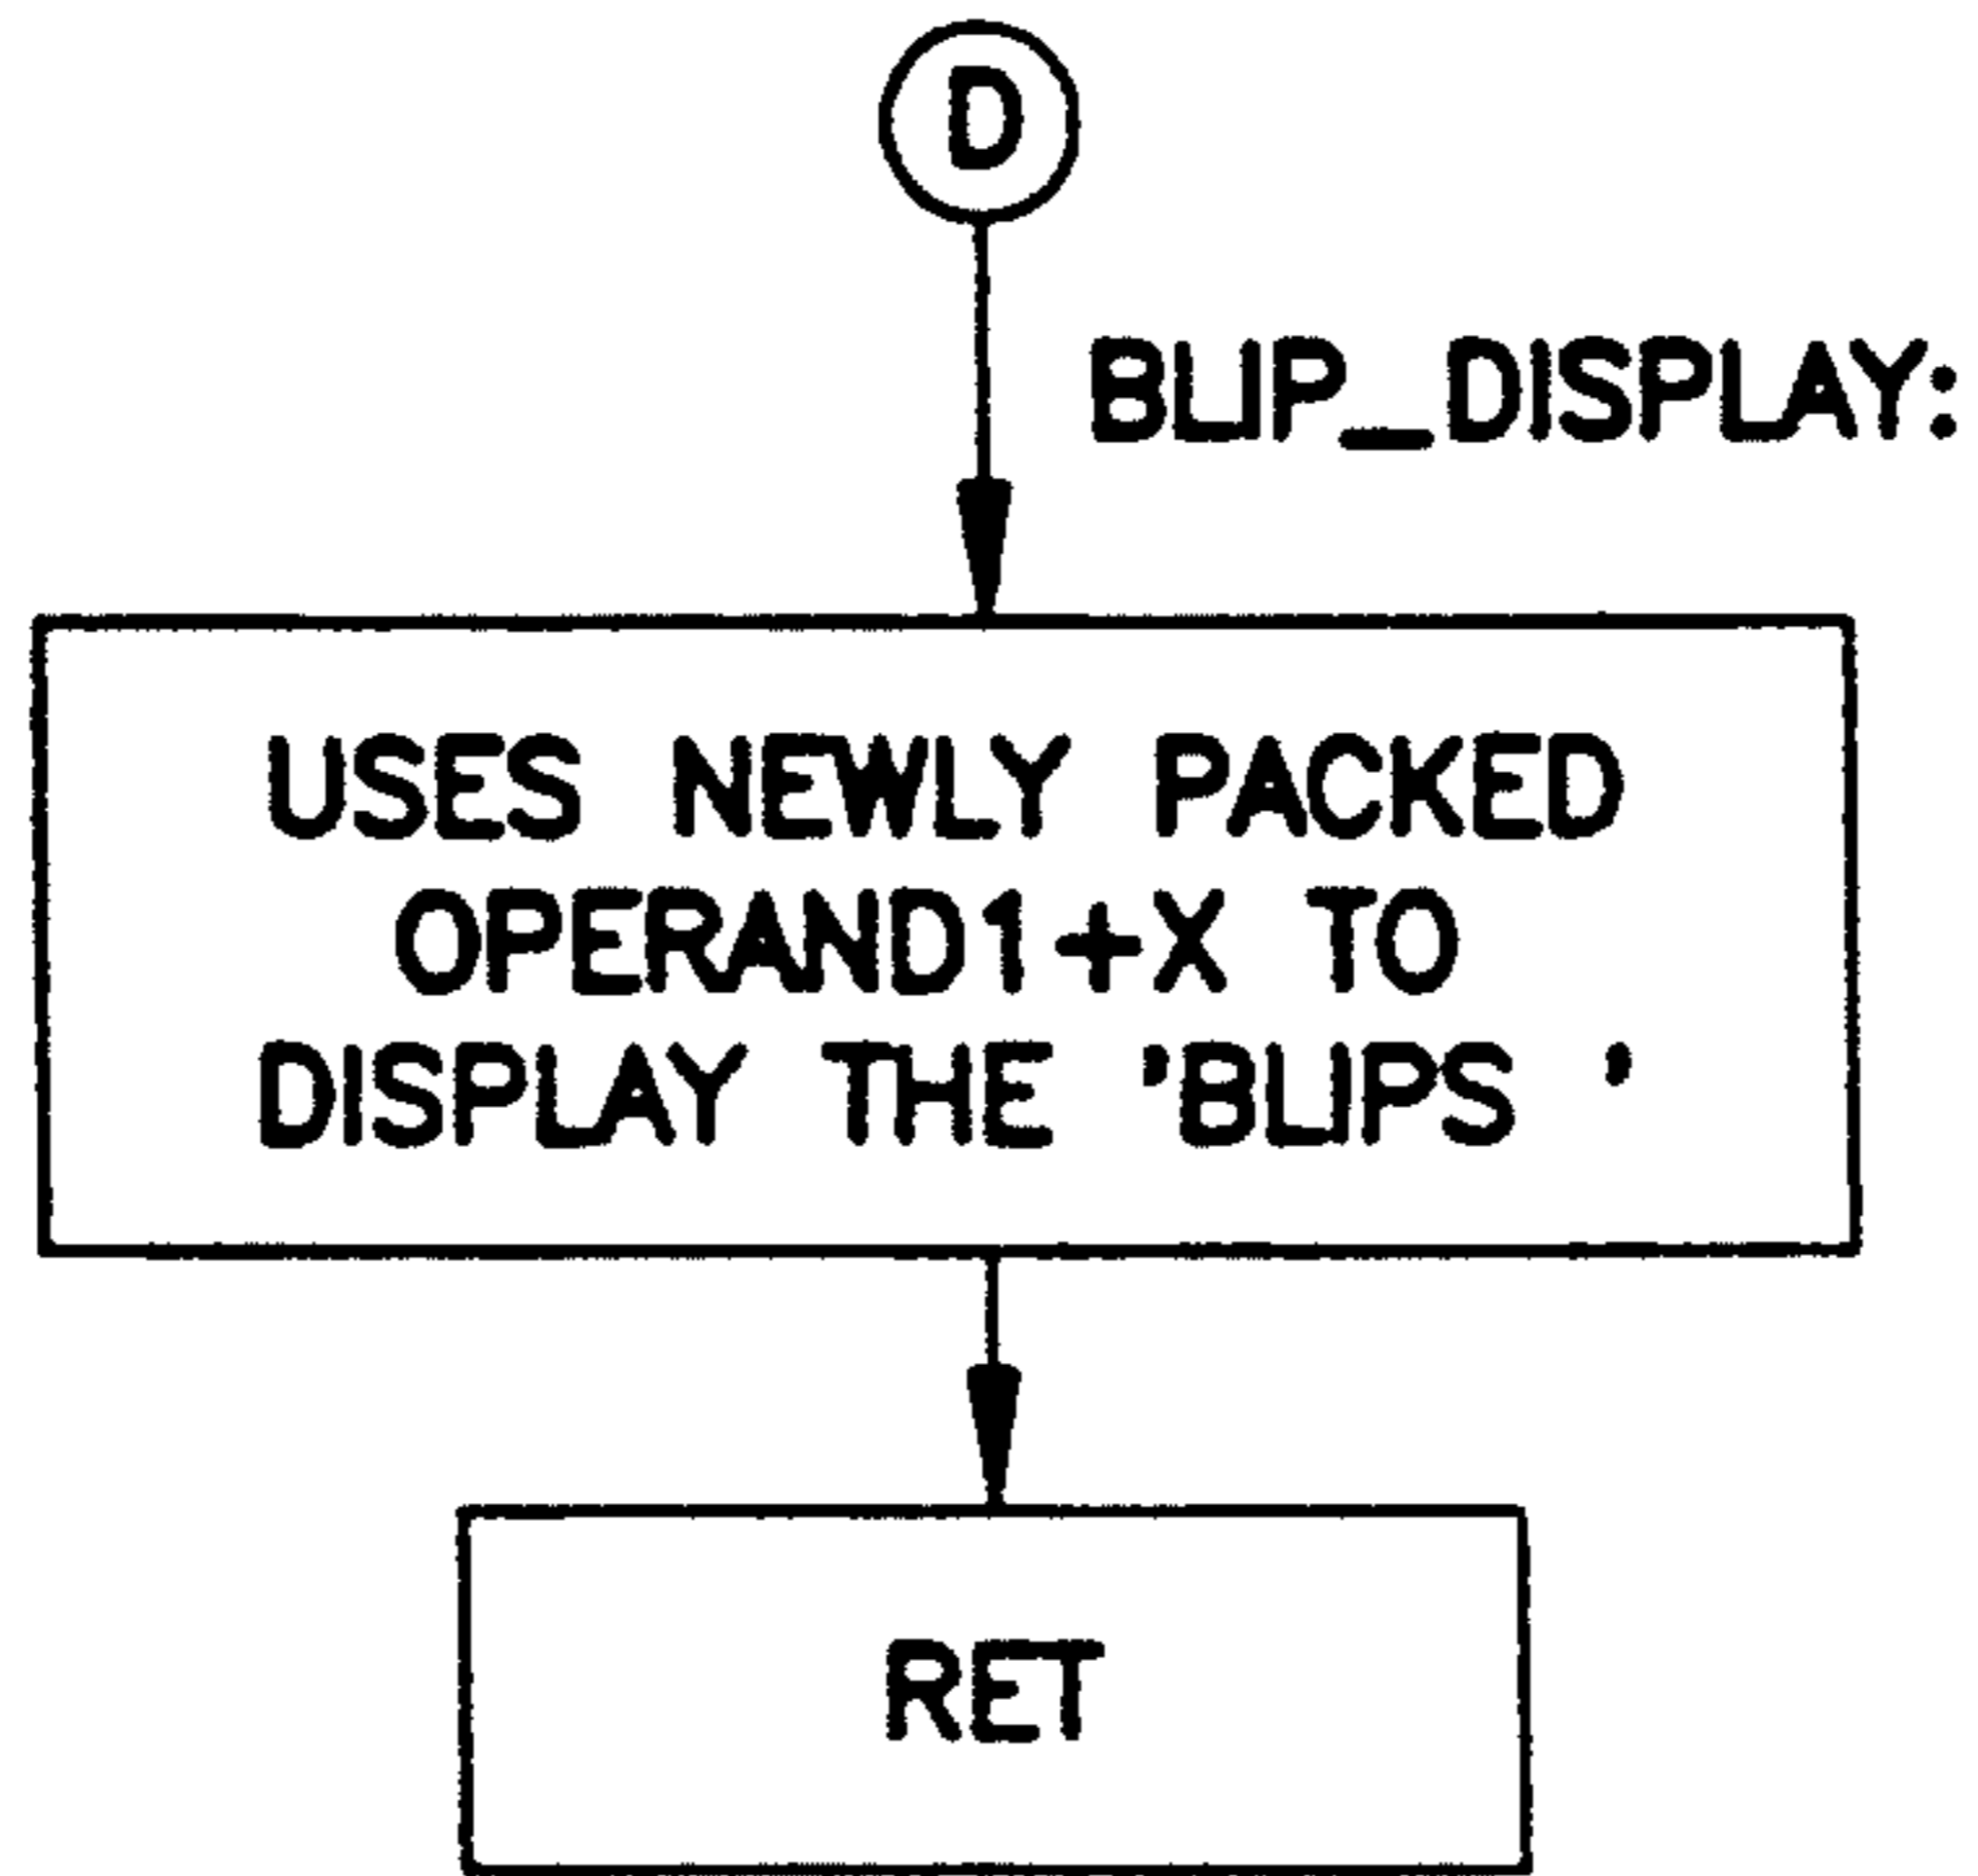 D
BLIP_DISPLAY:
USES NEWLY PACKED
OPERAND1+X TO
DISPLAY THE 'BLIPS '
RET